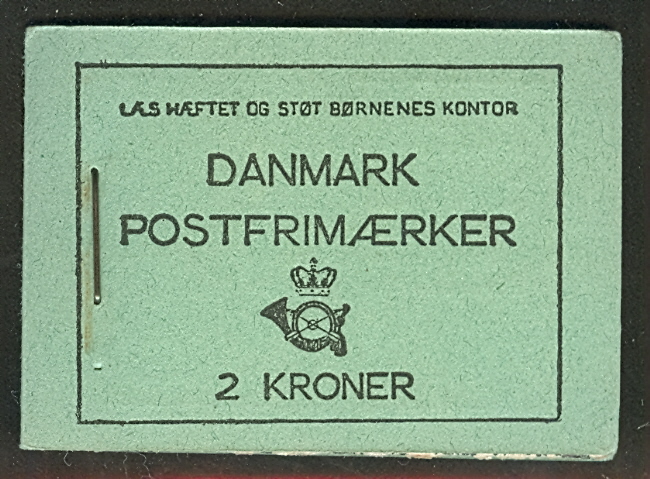 LÆS HÆFTET OG STØT BØRNENES KONTOR
DANMARK
POSTFRIMÆRKER
2 KRONER